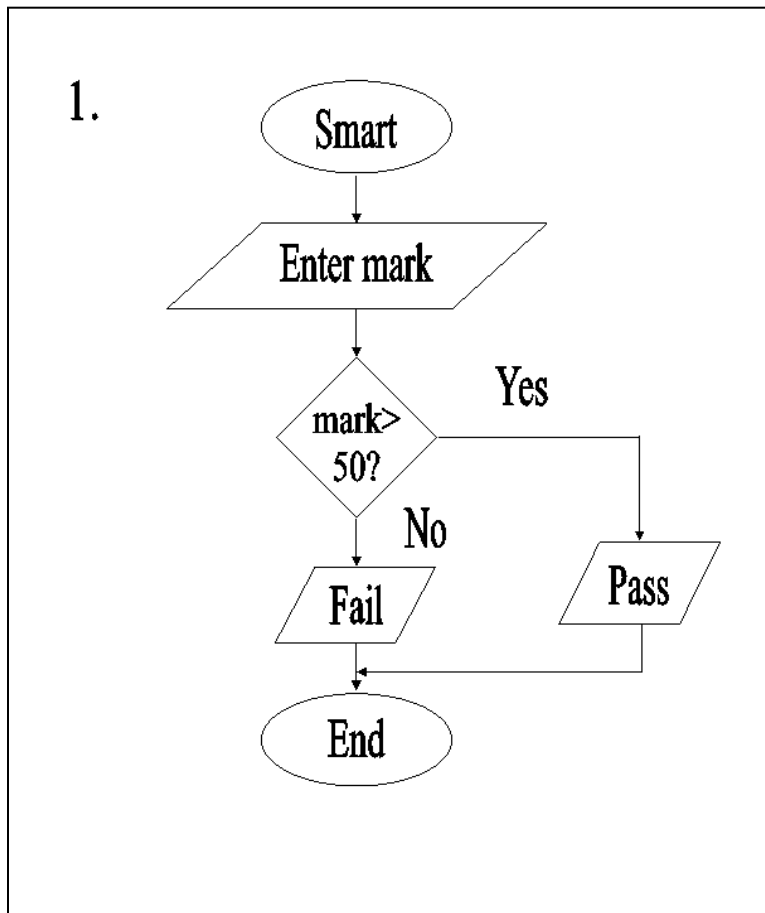 1.
Smart
Enter mark
Yes
mark>
50?
No
Fail
Pass
End